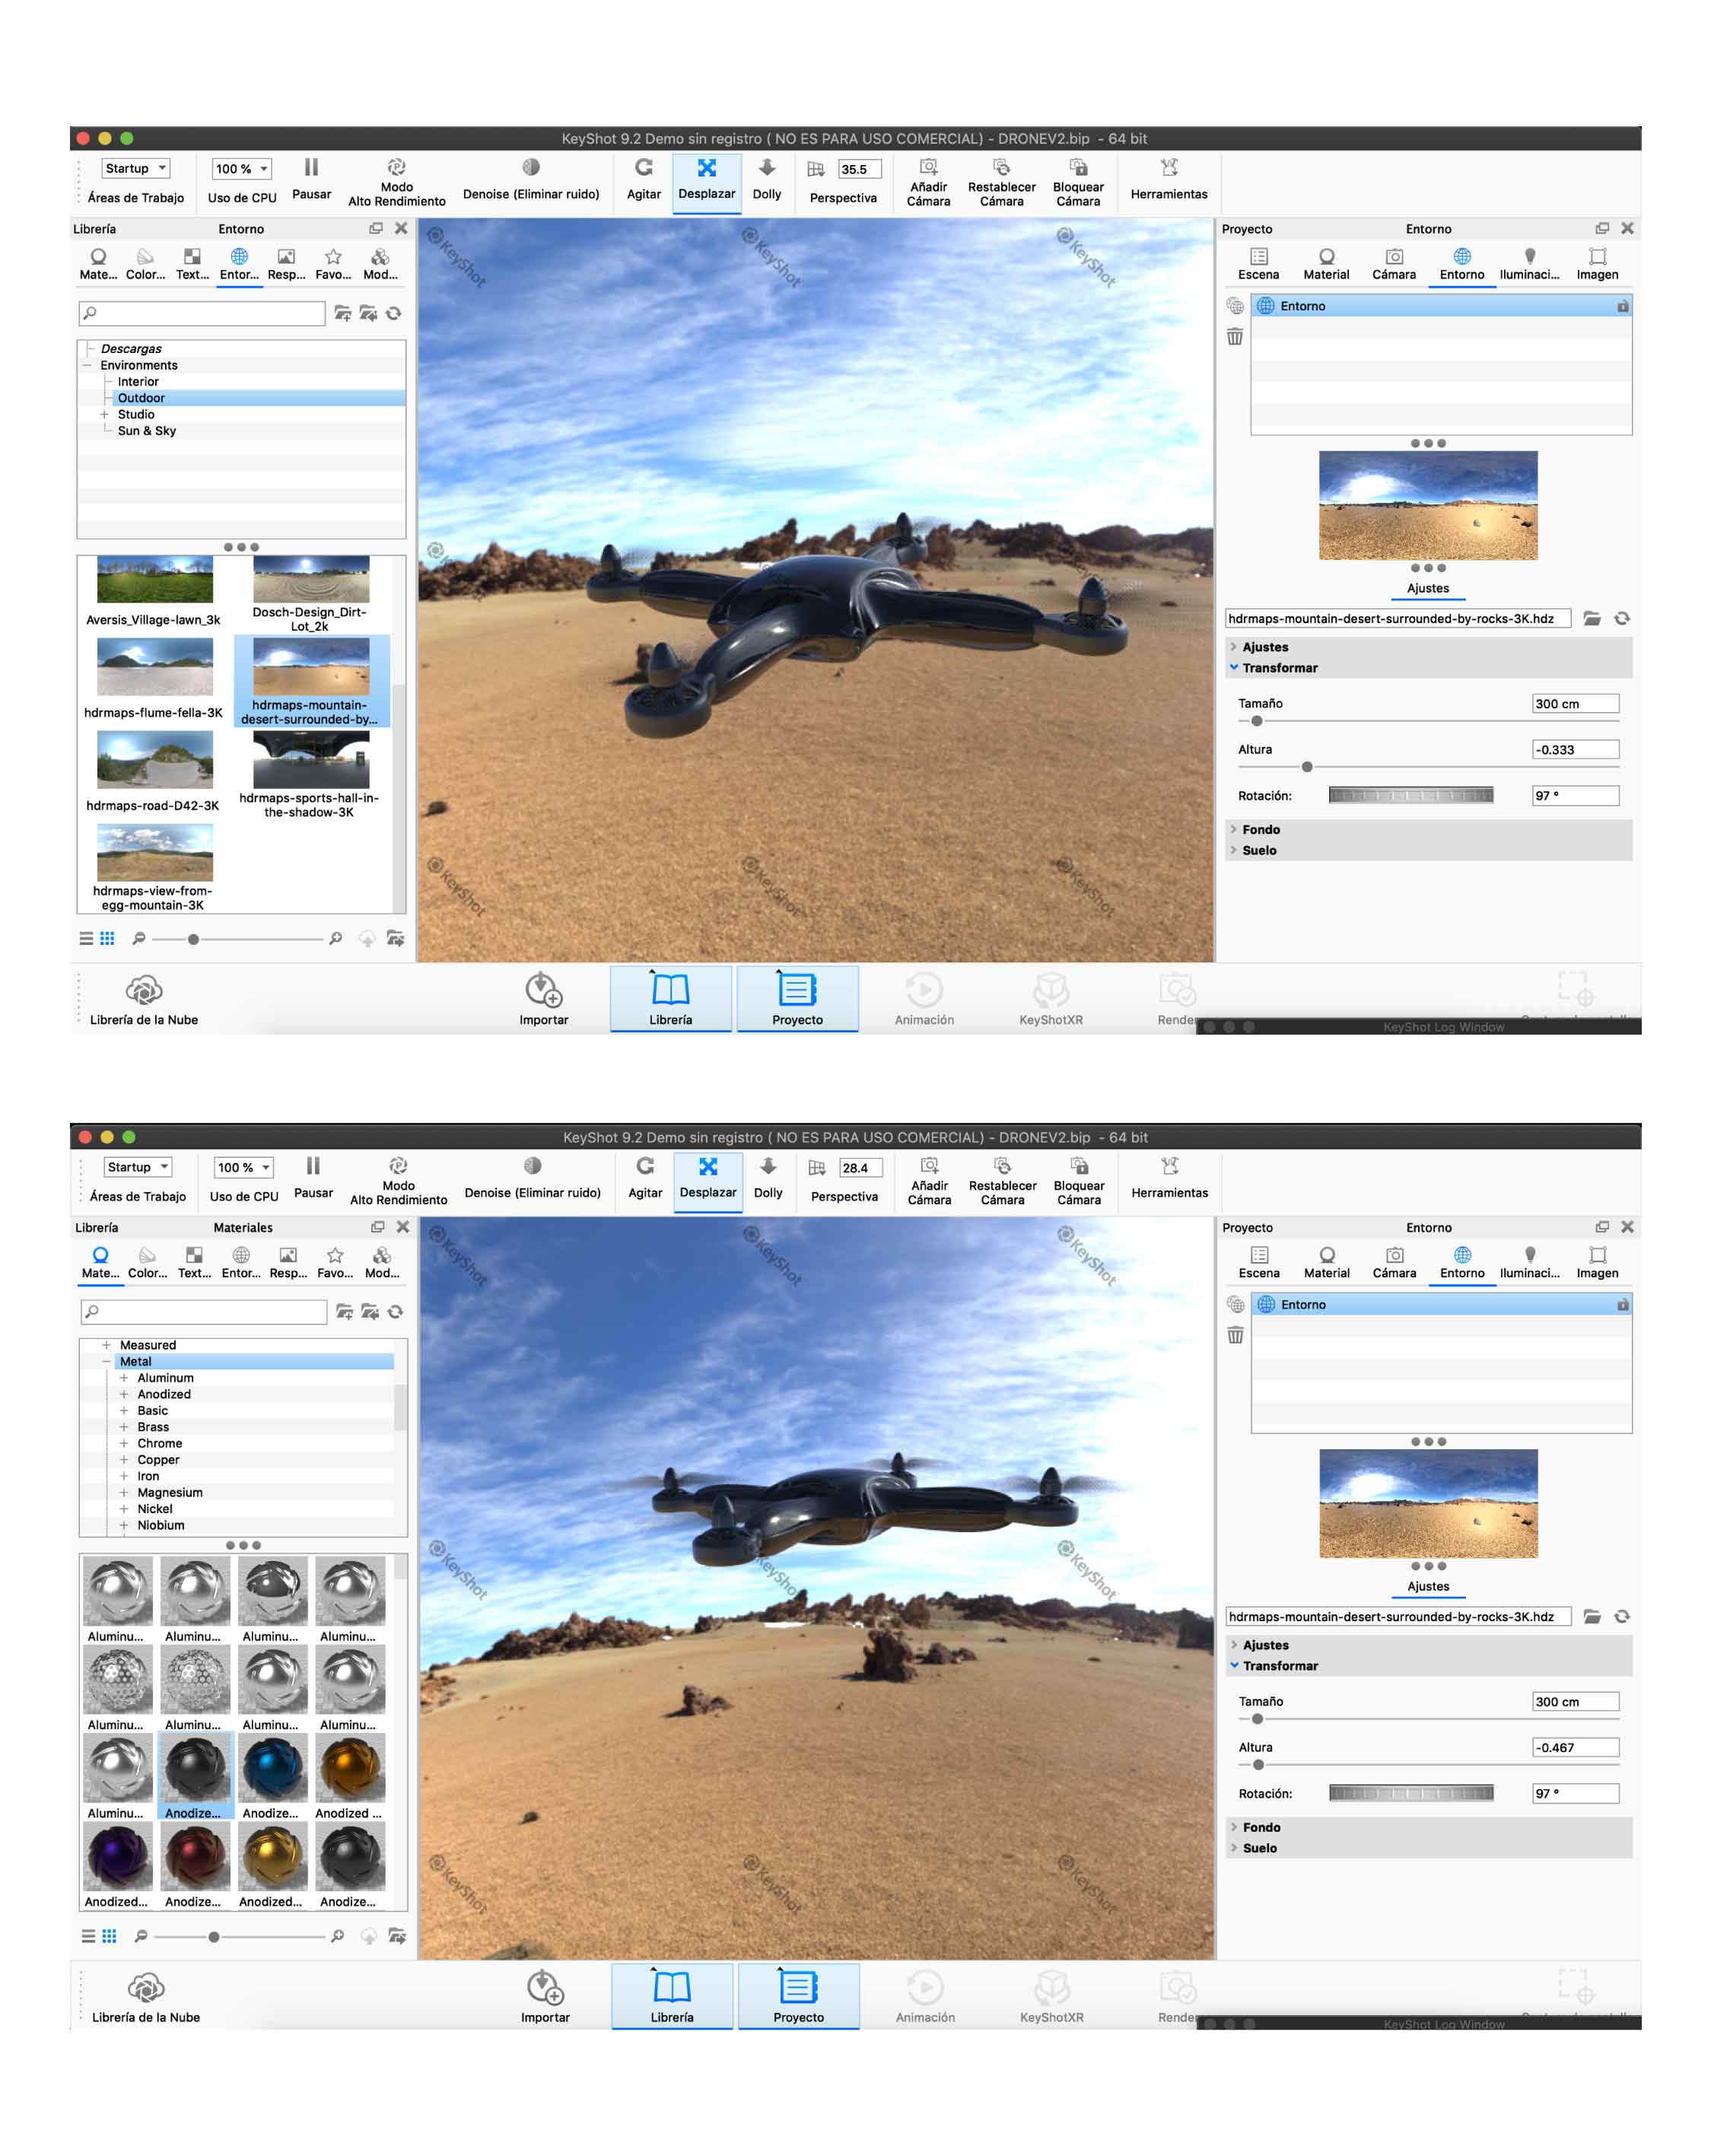 KeyShot 9.2 Demo sin registro ( NO ES PARA USO COMERCIAL) - DRONEV2.bip - 64 bit
Startup
100 %
35.5
Áreas de Trabajo
Uso de CPU
Pausar
Modo
Alto Rendimiento
Denoise (Eliminar ruido)
Agitar
Desplazar
Dolly
Perspectiva
Añadir
Cámara
Restablecer
Cámara
Bloquear
Cámara
Herramientas
Librería
Entorno
Mate...
Color...
Text...
Entor...
Resp...
Favo...
Mod...
Descargas
Environments
Interior
Outdoor
Studio
Sun & Sky
Aversis_Village-lawn_3k
Dosch-Design_Dirt-
Lot_2k
hdrmaps-flume-fella-3K
hdrmaps-mountain-
desert-surrounded-by...
hdrmaps-road-D42-3K
hdrmaps-sports-hall-in-
the-shadow-3K
hdrmaps-view-from-
egg-mountain-3K
KeyShot
KeyShot
KeyShot
KeyShot
KeyShot
KeyShot
Proyecto
Entorno
Escena
Material
Cámara
Entorno
Iluminaci...
Imagen
Entorno
Ajustes
hdrmaps-mountain-desert-surrounded-by-rocks-3K.hdz
Ajustes
Transformar
Tamaño
300 cm
Altura
-0.333
Rotación:
97 °
Fondo
Suelo
Librería de la Nube
Importar
Librería
Proyecto
Animación
KeyShotXR
Render
KeyShot Log Window
KeyShot 9.2 Demo sin registro ( NO ES PARA USO COMERCIAL) - DRONEV2.bip - 64 bit
Startup
100 %
28.4
Áreas de Trabajo
Uso de CPU
Pausar
Modo
Alto Rendimiento
Denoise (Eliminar ruido)
Agitar
Desplazar
Dolly
Perspectiva
Añadir
Cámara
Restablecer
Cámara
Bloquear
Cámara
Herramientas
Librería
Materiales
Mate...
Color...
Text...
Entor...
Resp...
Favo...
Mod...
Measured
Metal
Aluminum
Anodized
Basic
Brass
Chrome
Copper
Iron
Magnesium
Nickel
Niobium
Aluminu...
Aluminu...
Aluminu...
Aluminu...
Aluminu...
Aluminu...
Aluminu...
Aluminu...
Aluminu...
Anodize...
Anodize...
Anodized ...
Anodized...
Anodize...
Anodized...
Anodize...
KeyShot
KeyShot
KeyShot
KeyShot
KeyShot
KeyShot
KeyShot
KeyShot
KeyShot
Proyecto
Entorno
Escena
Material
Cámara
Entorno
Iluminaci...
Imagen
Entorno
Ajustes
hdrmaps-mountain-desert-surrounded-by-rocks-3K.hdz
Ajustes
Transformar
Tamaño
300 cm
Altura
-0.467
Rotación:
97 °
Fondo
Suelo
Librería de la Nube
Importar
Librería
Proyecto
Animación
KeyShotXR
Render
KeyShot Log Window